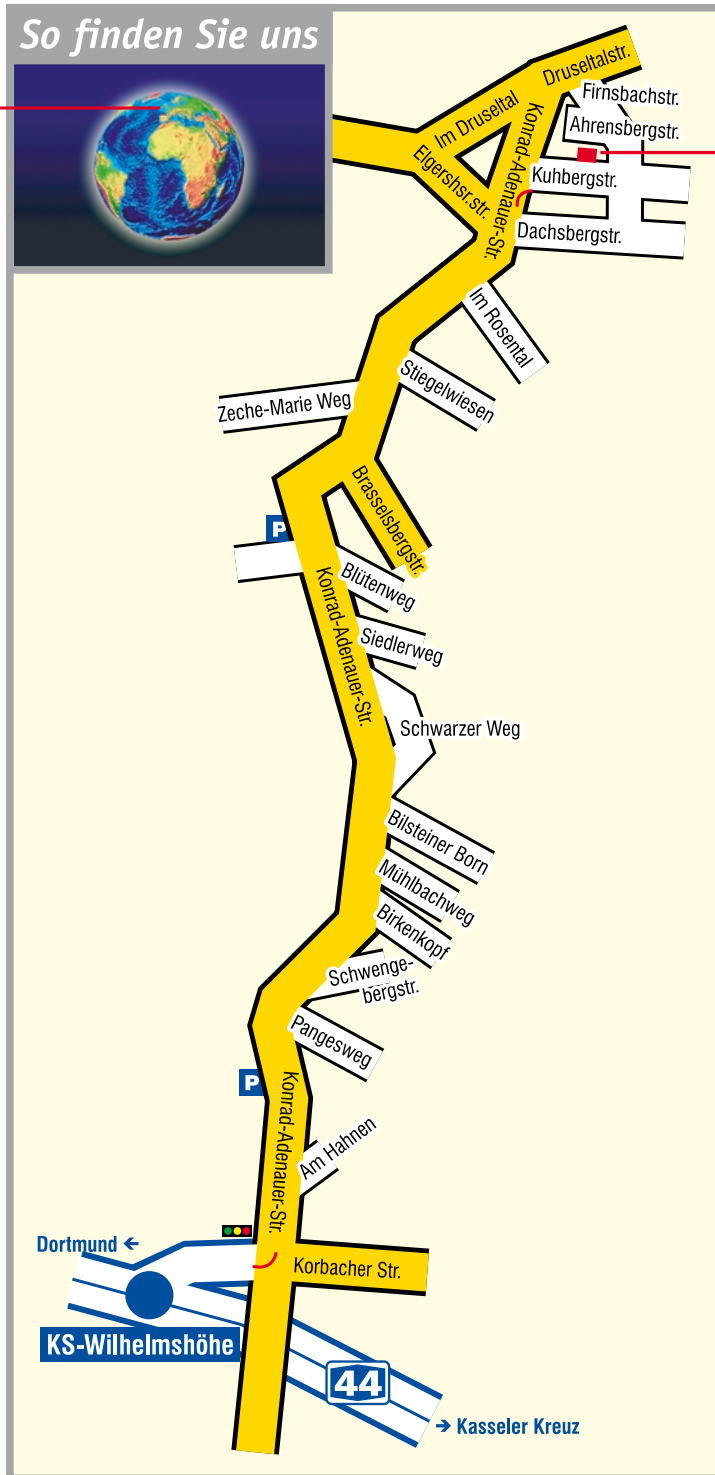 So finden Sie uns
Druseltalstr.
Im Druseltal
Firnsbachstr.
Konrad-Adenauer-Str.
Ahrensbergstr.
Elgershsr.str.
Kuhbergstr.
Dachsbergstr.
Im Rosental
Stiegelwiesen
Zeche-Marie Weg
Brasselsbergstr.
P
Blütenweg
Konrad-Adenauer-Str.
Siedlerweg
Schwarzer Weg
Bilsteiner Born
Mühlbachweg
Birkenkopf
Schwenge-
bergstr.
Pangesweg
P
Konrad-Adenauer-Str.
Am Hahnen
Dortmund ←
Korbacher Str.
KS-Wilhelmshöhe
44
→ Kasseler Kreuz